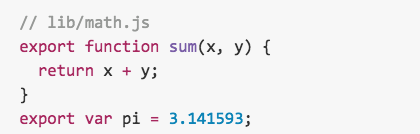 // lib/math.js
export function sum(x, y) {
  return x + y;
}
export var pi = 3.141593;